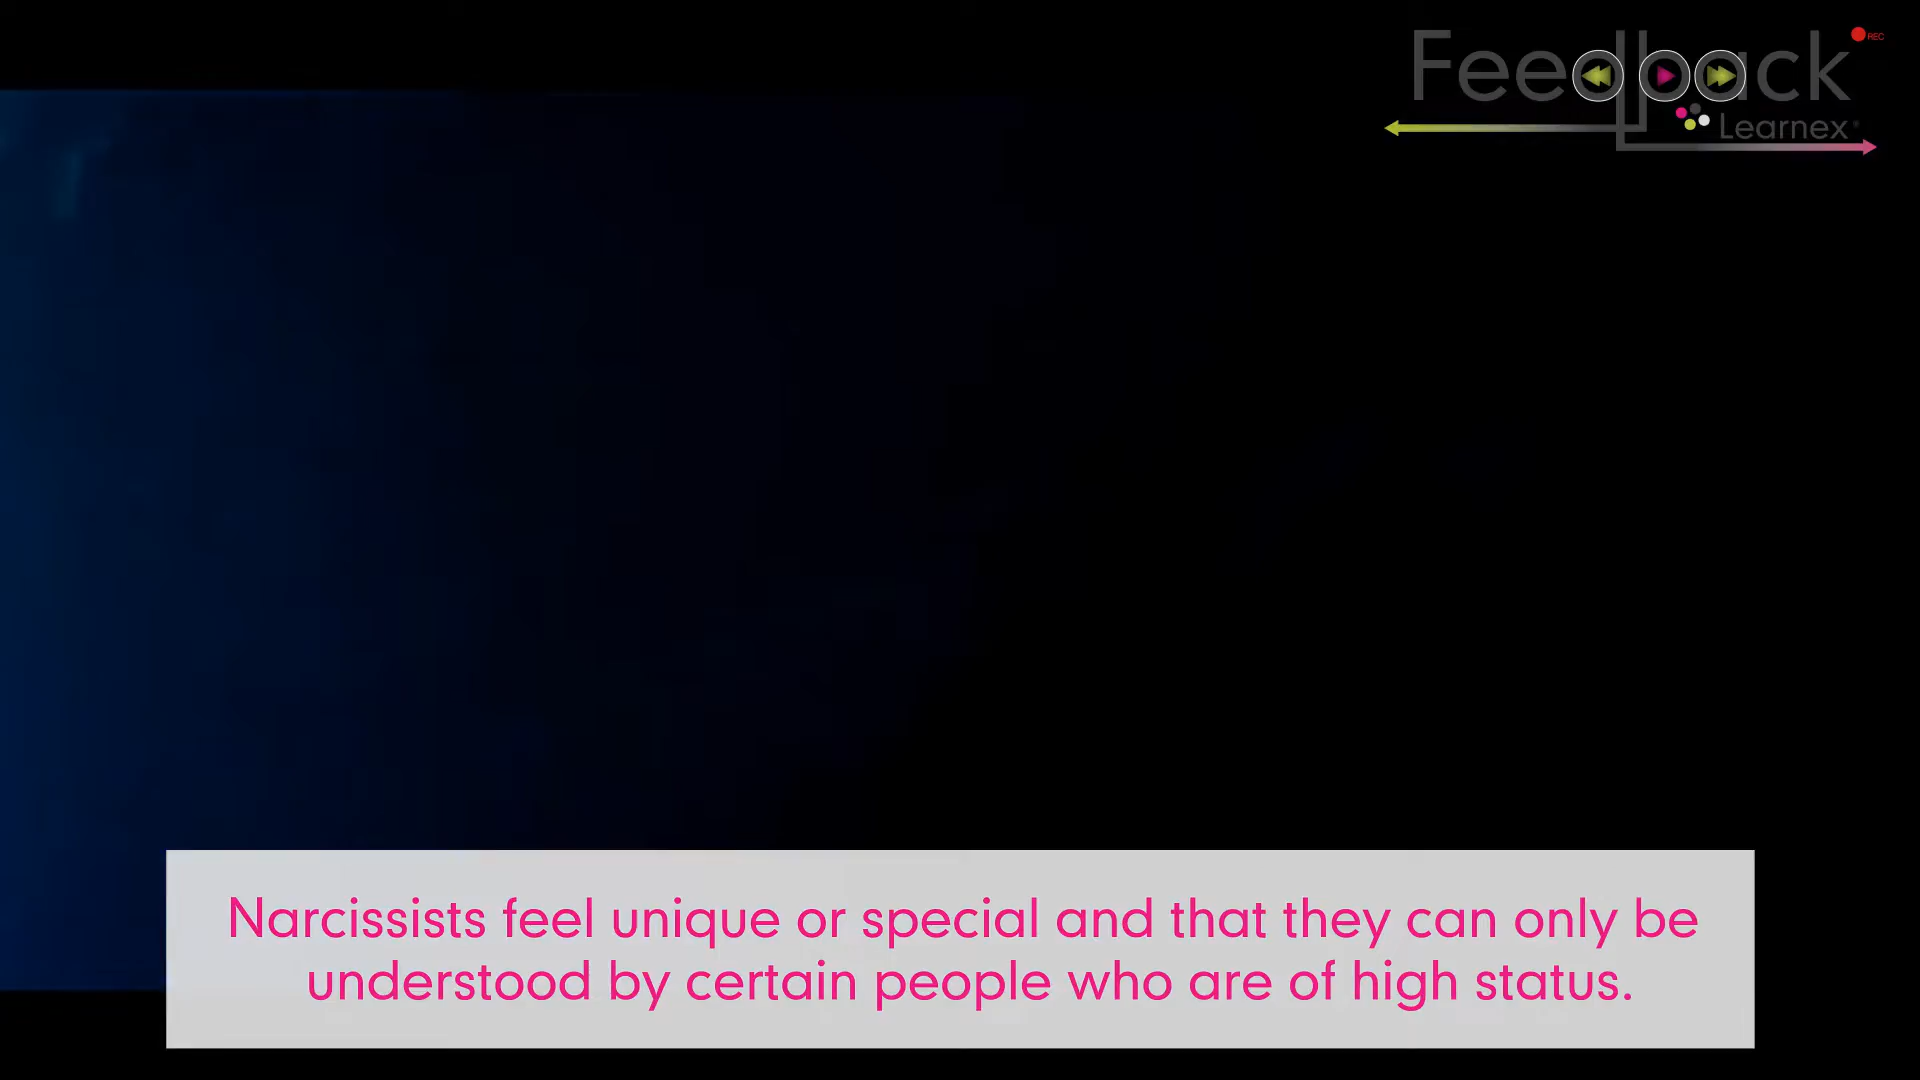 Feedback
REC
Learnex
Narcissists feel unique or special and that they can only be
understood by certain people who are of high status.